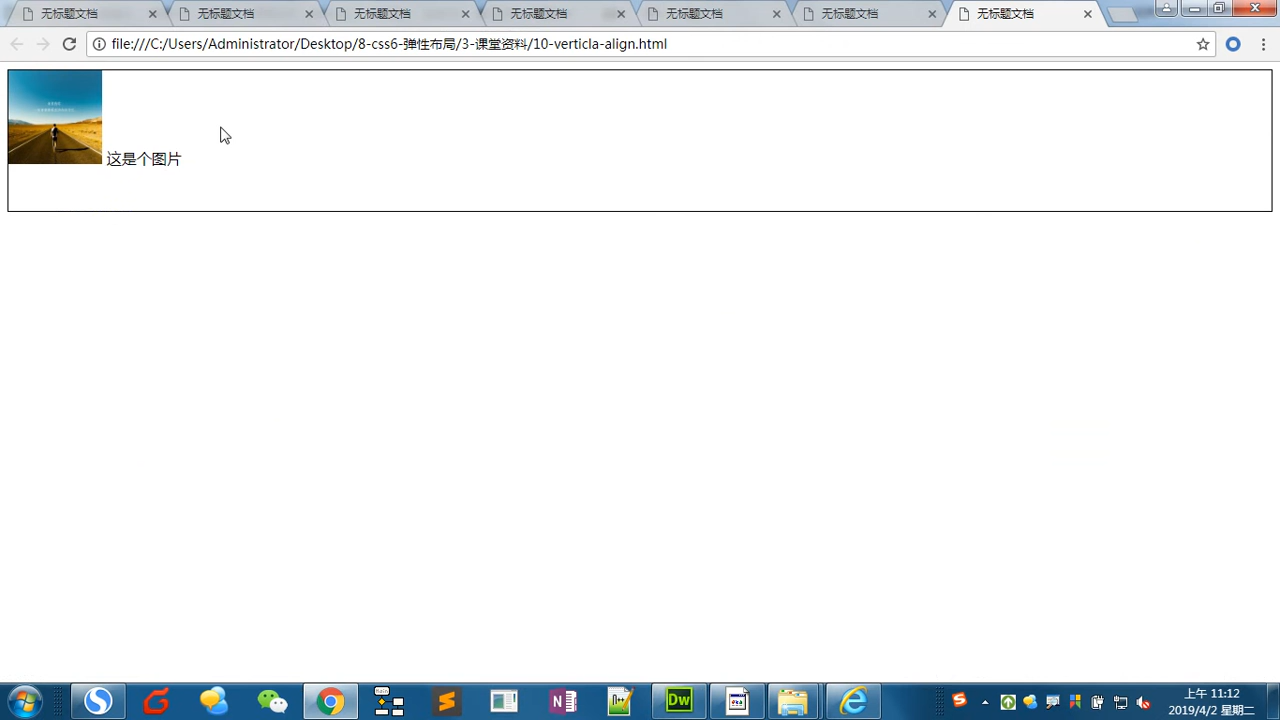 无标题文档
无标题文档
无标题文档
无标题文档
无标题文档
无标题文档
无标题文档
file:///C:/Users/Administrator/Desktop/8-css6-弹性布局/3-课堂资料/10-verticla-align.html
这是个图片
Dw
上午 11:12
2019/4/2 星期二